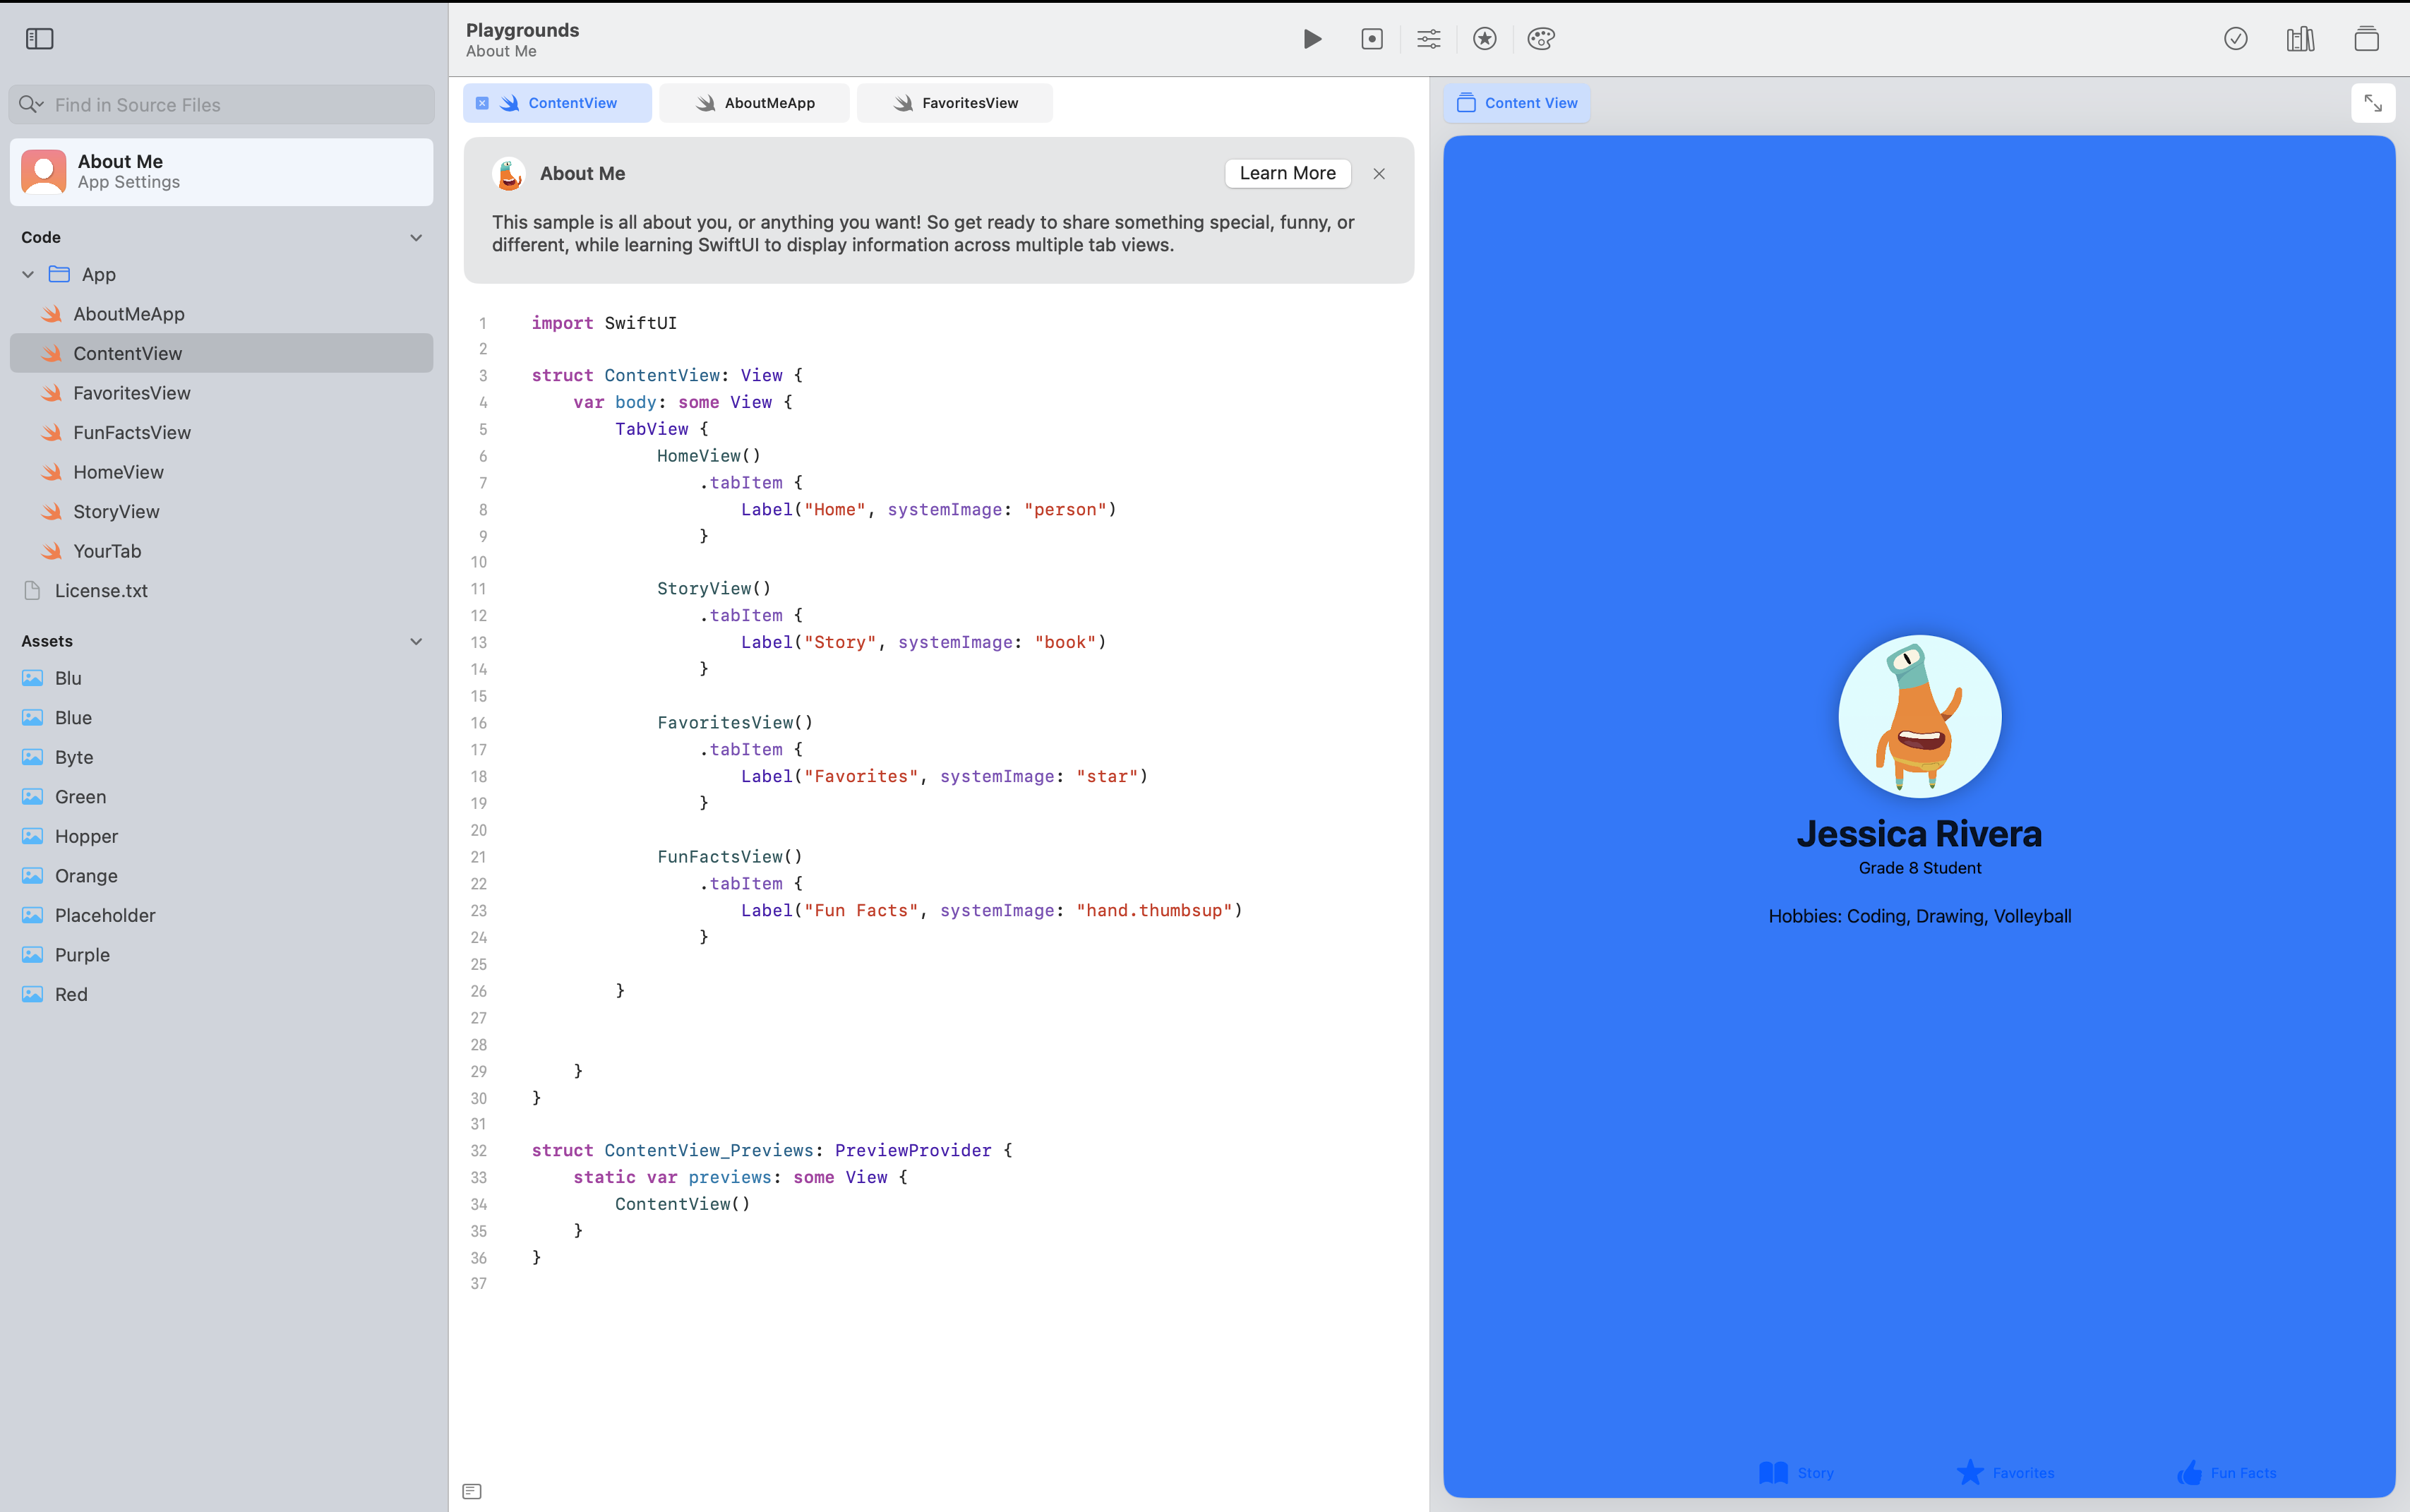 Playgrounds
About Me
Find in Source Files
About Me
App Settings
Code
App
AboutMeApp
ContentView
FavoritesView
FunFactsView
HomeView
StoryView
YourTab
License.txt
Assets
Blu
Blue
Byte
Green
Hopper
Orange
Placeholder
Purple
Red
ContentView
AboutMeApp
FavoritesView
About Me
Learn More
This sample is all about you, or anything you want! So get ready to share something special, funny, or
different, while learning SwiftUI to display information across multiple tab views.
1 import SwiftUI
2
3 struct ContentView: View {
4 var body: some View {
5 TabView {
6 HomeView()
7 .tabItem {
8 Label("Home", systemImage: "person")
9 }
10
11 StoryView()
12 .tabItem {
13 Label("Story", systemImage: "book")
14 }
15
16 FavoritesView()
17 .tabItem {
18 Label("Favorites", systemImage: "star")
19 }
20
21 FunFactsView()
22 .tabItem {
23 Label("Fun Facts", systemImage: "hand.thumbsup")
24 }
25
26 }
27
28
29 }
30 }
31
32 struct ContentView_Previews: PreviewProvider {
33 static var previews: some View {
34 ContentView()
35 }
36 }
37
Content View
Jessica Rivera
Grade 8 Student
Hobbies: Coding, Drawing, Volleyball
Story
Favorites
Fun Facts